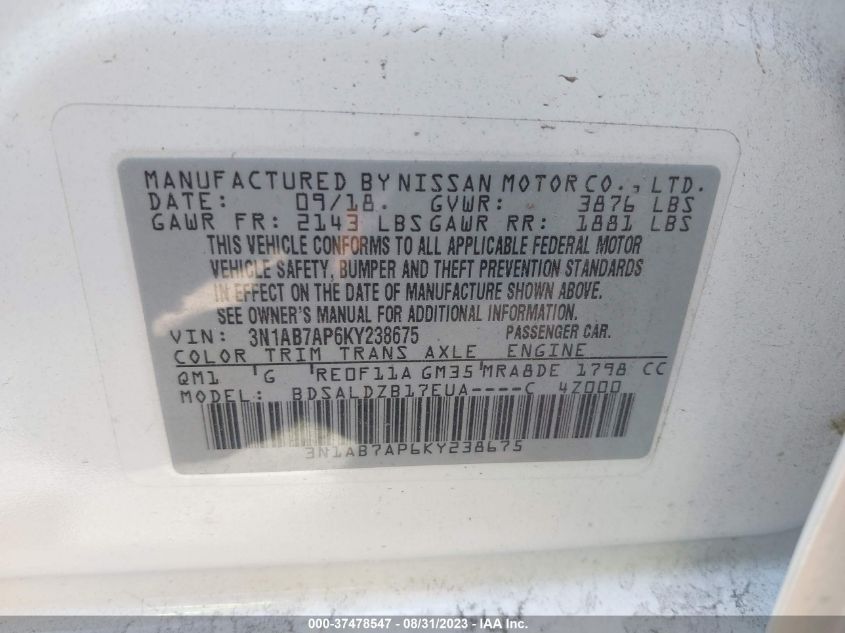 MANUFACTURED BY NISSAN MOTOR CO., LTD.
DATE: 09/18. GVWR: 3876 LBS
GAWR FR: 2143 LBS GAWR RR: 1881 LBS
THIS VEHICLE CONFORMS TO ALL APPLICABLE FEDERAL MOTOR
VEHICLE SAFETY, BUMPER AND THEFT PREVENTION STANDARDS
IN EFFECT ON THE DATE OF MANUFACTURE SHOWN ABOVE.
SEE OWNER'S MANUAL FOR ADDITIONAL INFORMATION.
VIN: 3N1AB7AP6KY238675 PASSENGER CAR.
COLOR TRIM TRANS AXLE ENGINE
QM1 G RE0F11A GM35 MRA8DE 1798 CC
MODEL: BDSALDZB17EUA----C 4Z000
3N1AB7AP6KY238675
000-37478547 - 08/31/2023 - Copyright © IAA, Inc.